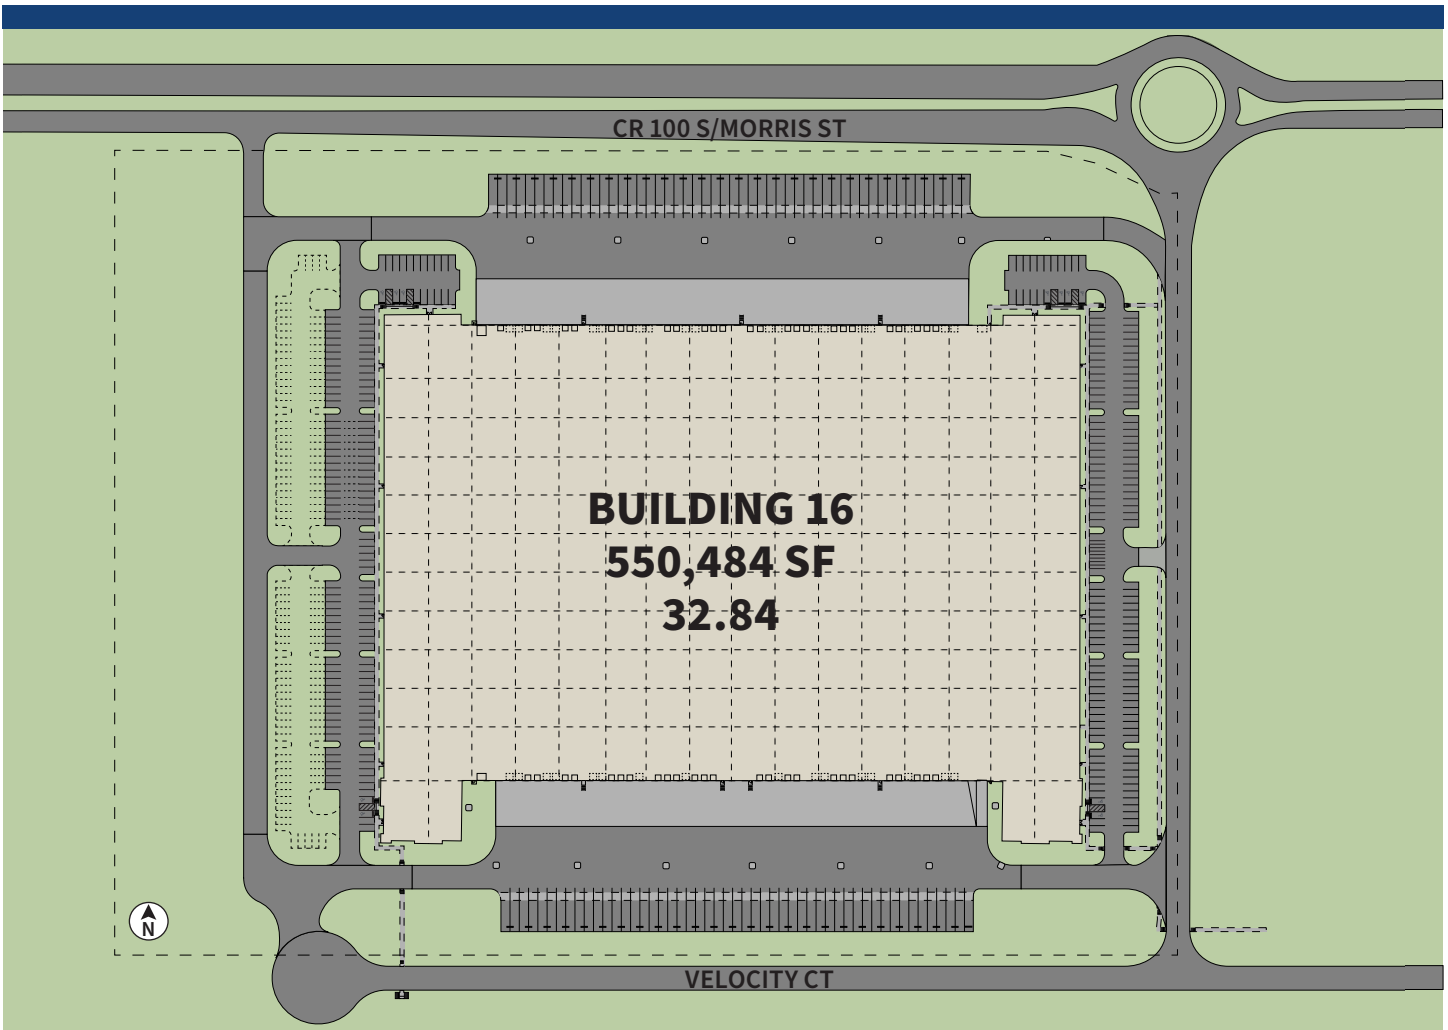 CR 100 S/MORRIS ST
BUILDING 16
550,484 SF
32.84
N
VELOCITY CT